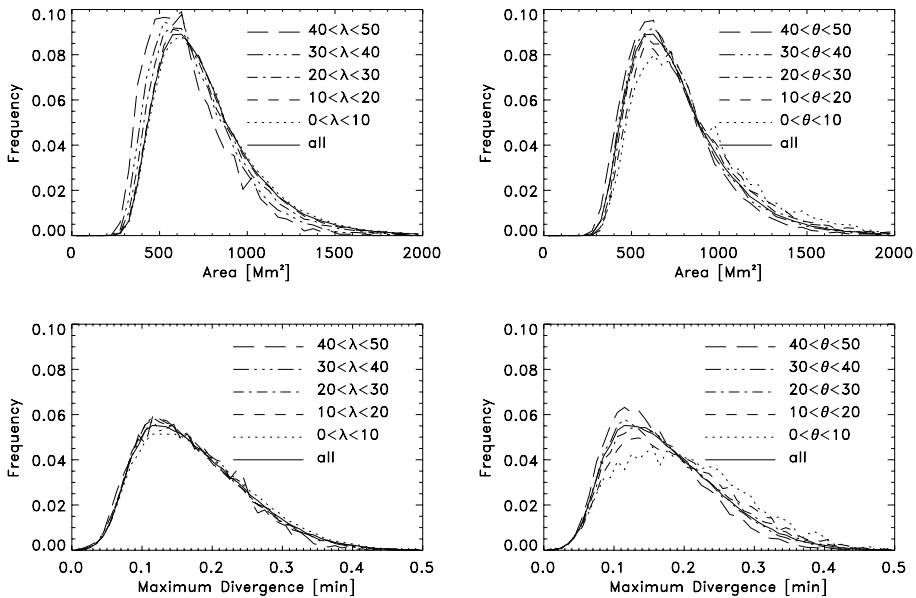 0.10
0.08
0.06
0.04
0.02
0.00
Frequency
40<λ<50
30<λ<40
20<λ<30
10<λ<20
0<λ<10
all
0 500 1000 1500 2000
Area [Mm²]
0.10
0.08
0.06
0.04
0.02
0.00
Frequency
40<θ<50
30<θ<40
20<θ<30
10<θ<20
0<θ<10
all
0 500 1000 1500 2000
Area [Mm²]
0.10
0.08
0.06
0.04
0.02
0.00
Frequency
40<λ<50
30<λ<40
20<λ<30
10<λ<20
0<λ<10
all
0.0 0.1 0.2 0.3 0.4 0.5
Maximum Divergence [min]
0.10
0.08
0.06
0.04
0.02
0.00
Frequency
40<θ<50
30<θ<40
20<θ<30
10<θ<20
0<θ<10
all
0.0 0.1 0.2 0.3 0.4 0.5
Maximum Divergence [min]